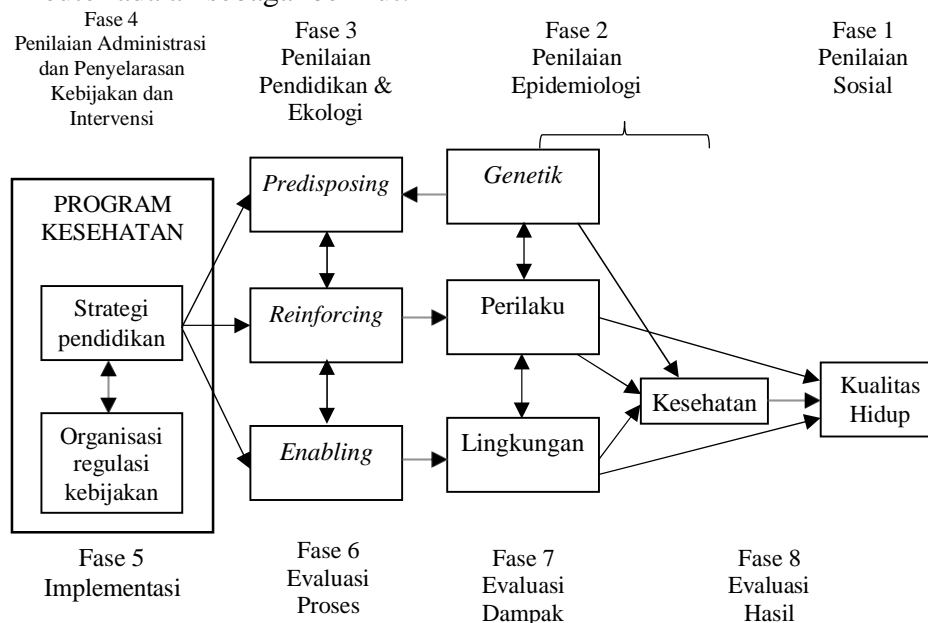 Fase 4
Penilaian Administrasi
dan Penyelarasan
Kebijakan dan
Intervensi
Fase 3
Penilaian
Pendidikan &
Ekologi
Fase 2
Penilaian
Epidemiologi
Fase 1
Penilaian
Sosial
PROGRAM
KESEHATAN
Strategi
pendidikan
Organisasi
regulasi
kebijakan
Predisposing
Reinforcing
Enabling
Genetik
Perilaku
Lingkungan
Kesehatan
Kualitas
Hidup
Fase 5
Implementasi
Fase 6
Evaluasi
Proses
Fase 7
Evaluasi
Dampak
Fase 8
Evaluasi
Hasil